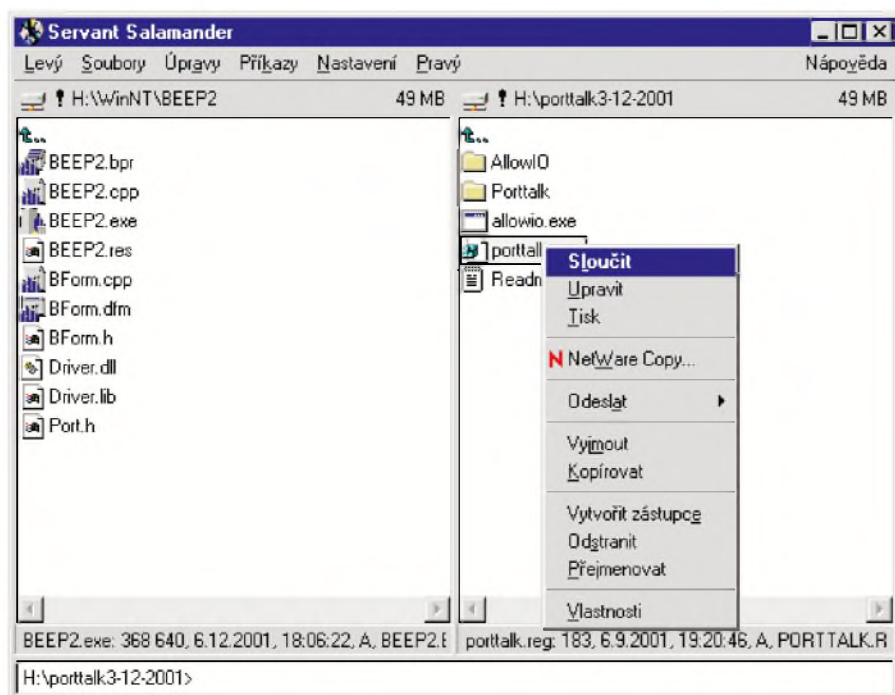 Servant Salamander
Levý Soubory Úpravy Příkazy Nastavení Pravý Nápověda
H:\WinNT\BEEP2 49 MB
..
BEEP2.bpr
BEEP2.cpp
BEEP2.exe
BEEP2.res
BForm.cpp
BForm.dfm
BForm.h
Driver.dll
Driver.lib
Port.h
BEEP2.exe: 368 640, 6.12.2001, 18:06:22, A, BEEP2.E
H:\porttalk3-12-2001 49 MB
..
AllowIO
Porttalk
allowio.exe
porttall
Readn
Sloučit
Upravit
Tisk
N NetWare Copy...
Odeslat
Vyjmout
Kopírovat
Vytvořit zástupce
Odstranit
Přejmenovat
Vlastnosti
porttalk.reg: 183, 6.9.2001, 19:20:46, A, PORTTALK.R
H:\porttalk3-12-2001>